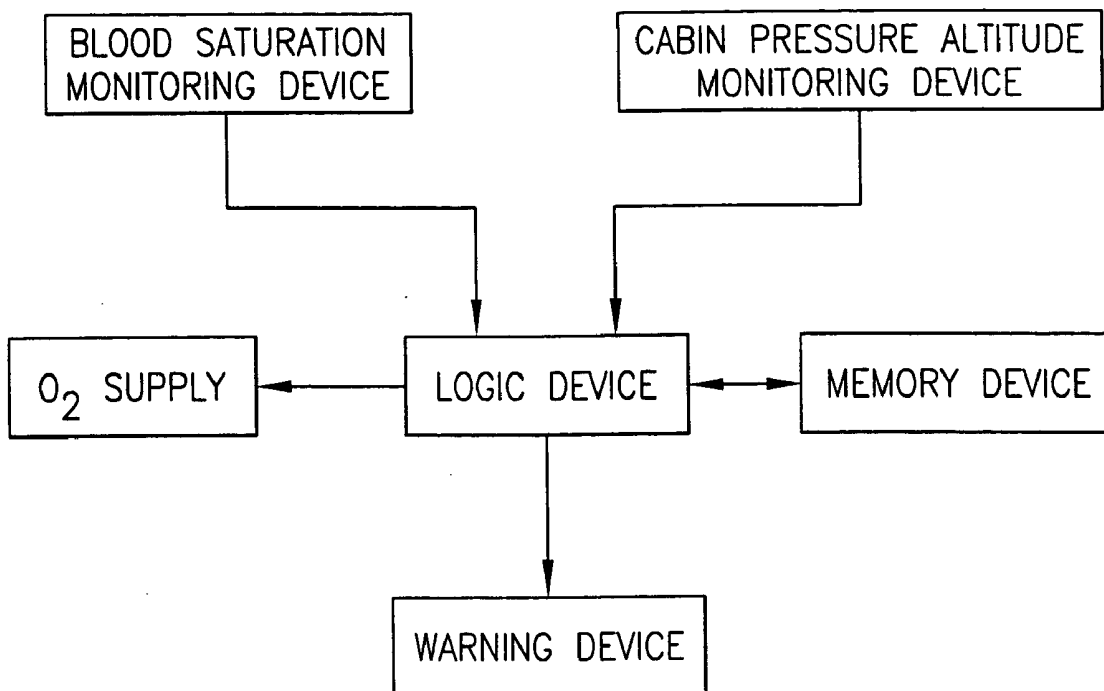 BLOOD SATURATION
MONITORING DEVICE
CABIN PRESSURE ALTITUDE
MONITORING DEVICE
O₂ SUPPLY
LOGIC DEVICE
MEMORY DEVICE
WARNING DEVICE